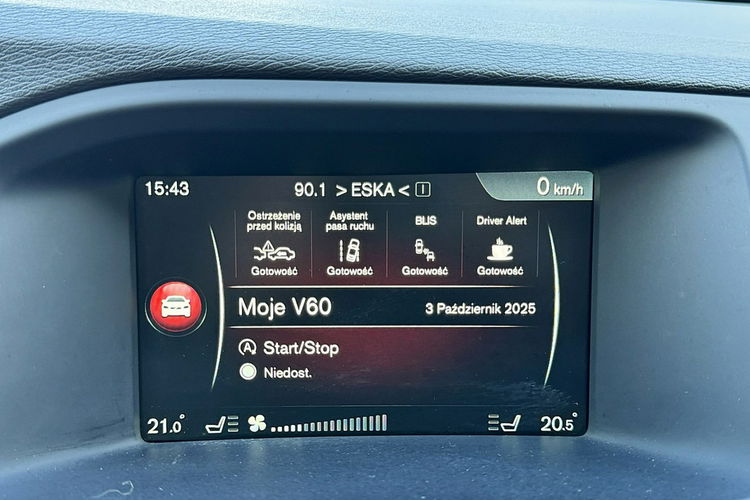 15:43 90.1 >ESKA< I 0 km/h
Ostrzeżenie przed kolizją
Asystent pasa ruchu
BLIS
Driver Alert
Gotowość Gotowość Gotowość Gotowość
Moje V60 3 Październik 2025
Start/Stop
Niedost.
21.0° 20.5°